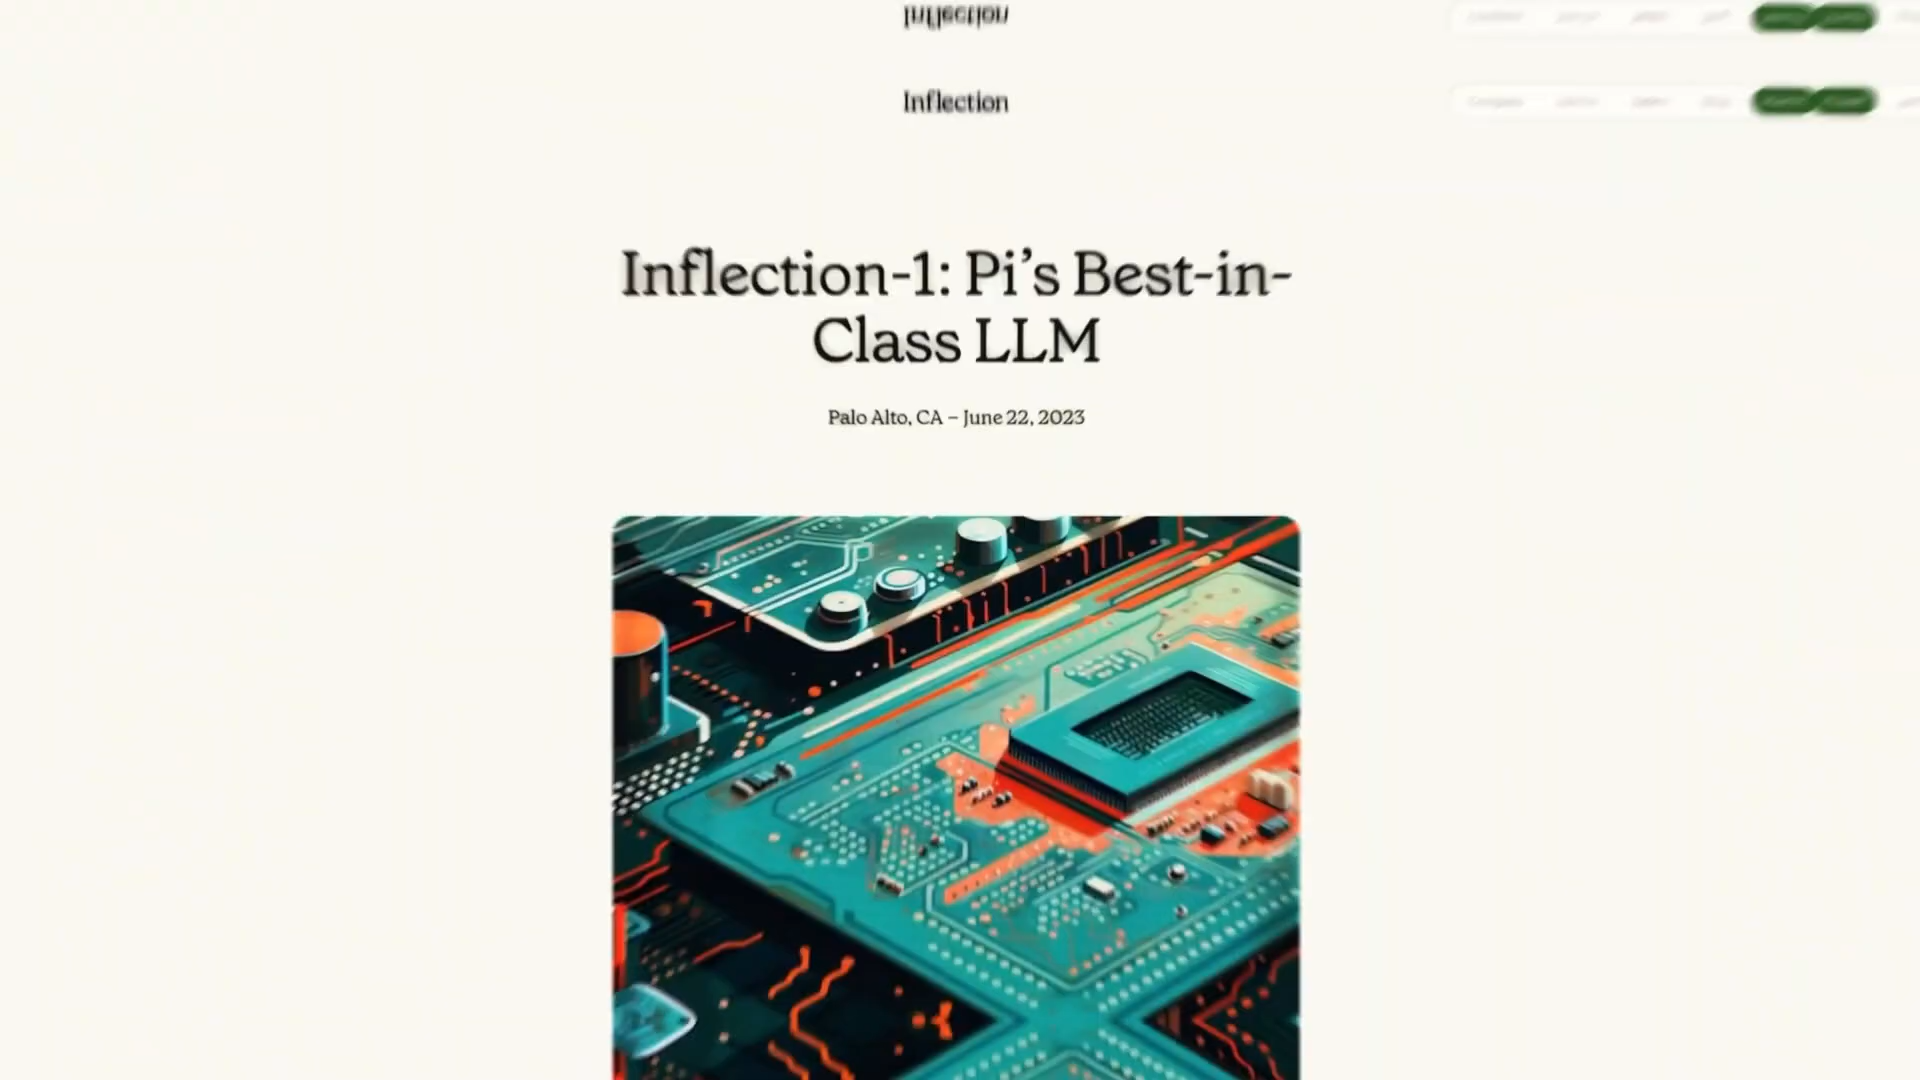 Inflection
Inflection
Inflection-1: Pi’s Best-in-
Class LLM
Palo Alto, CA – June 22, 2023